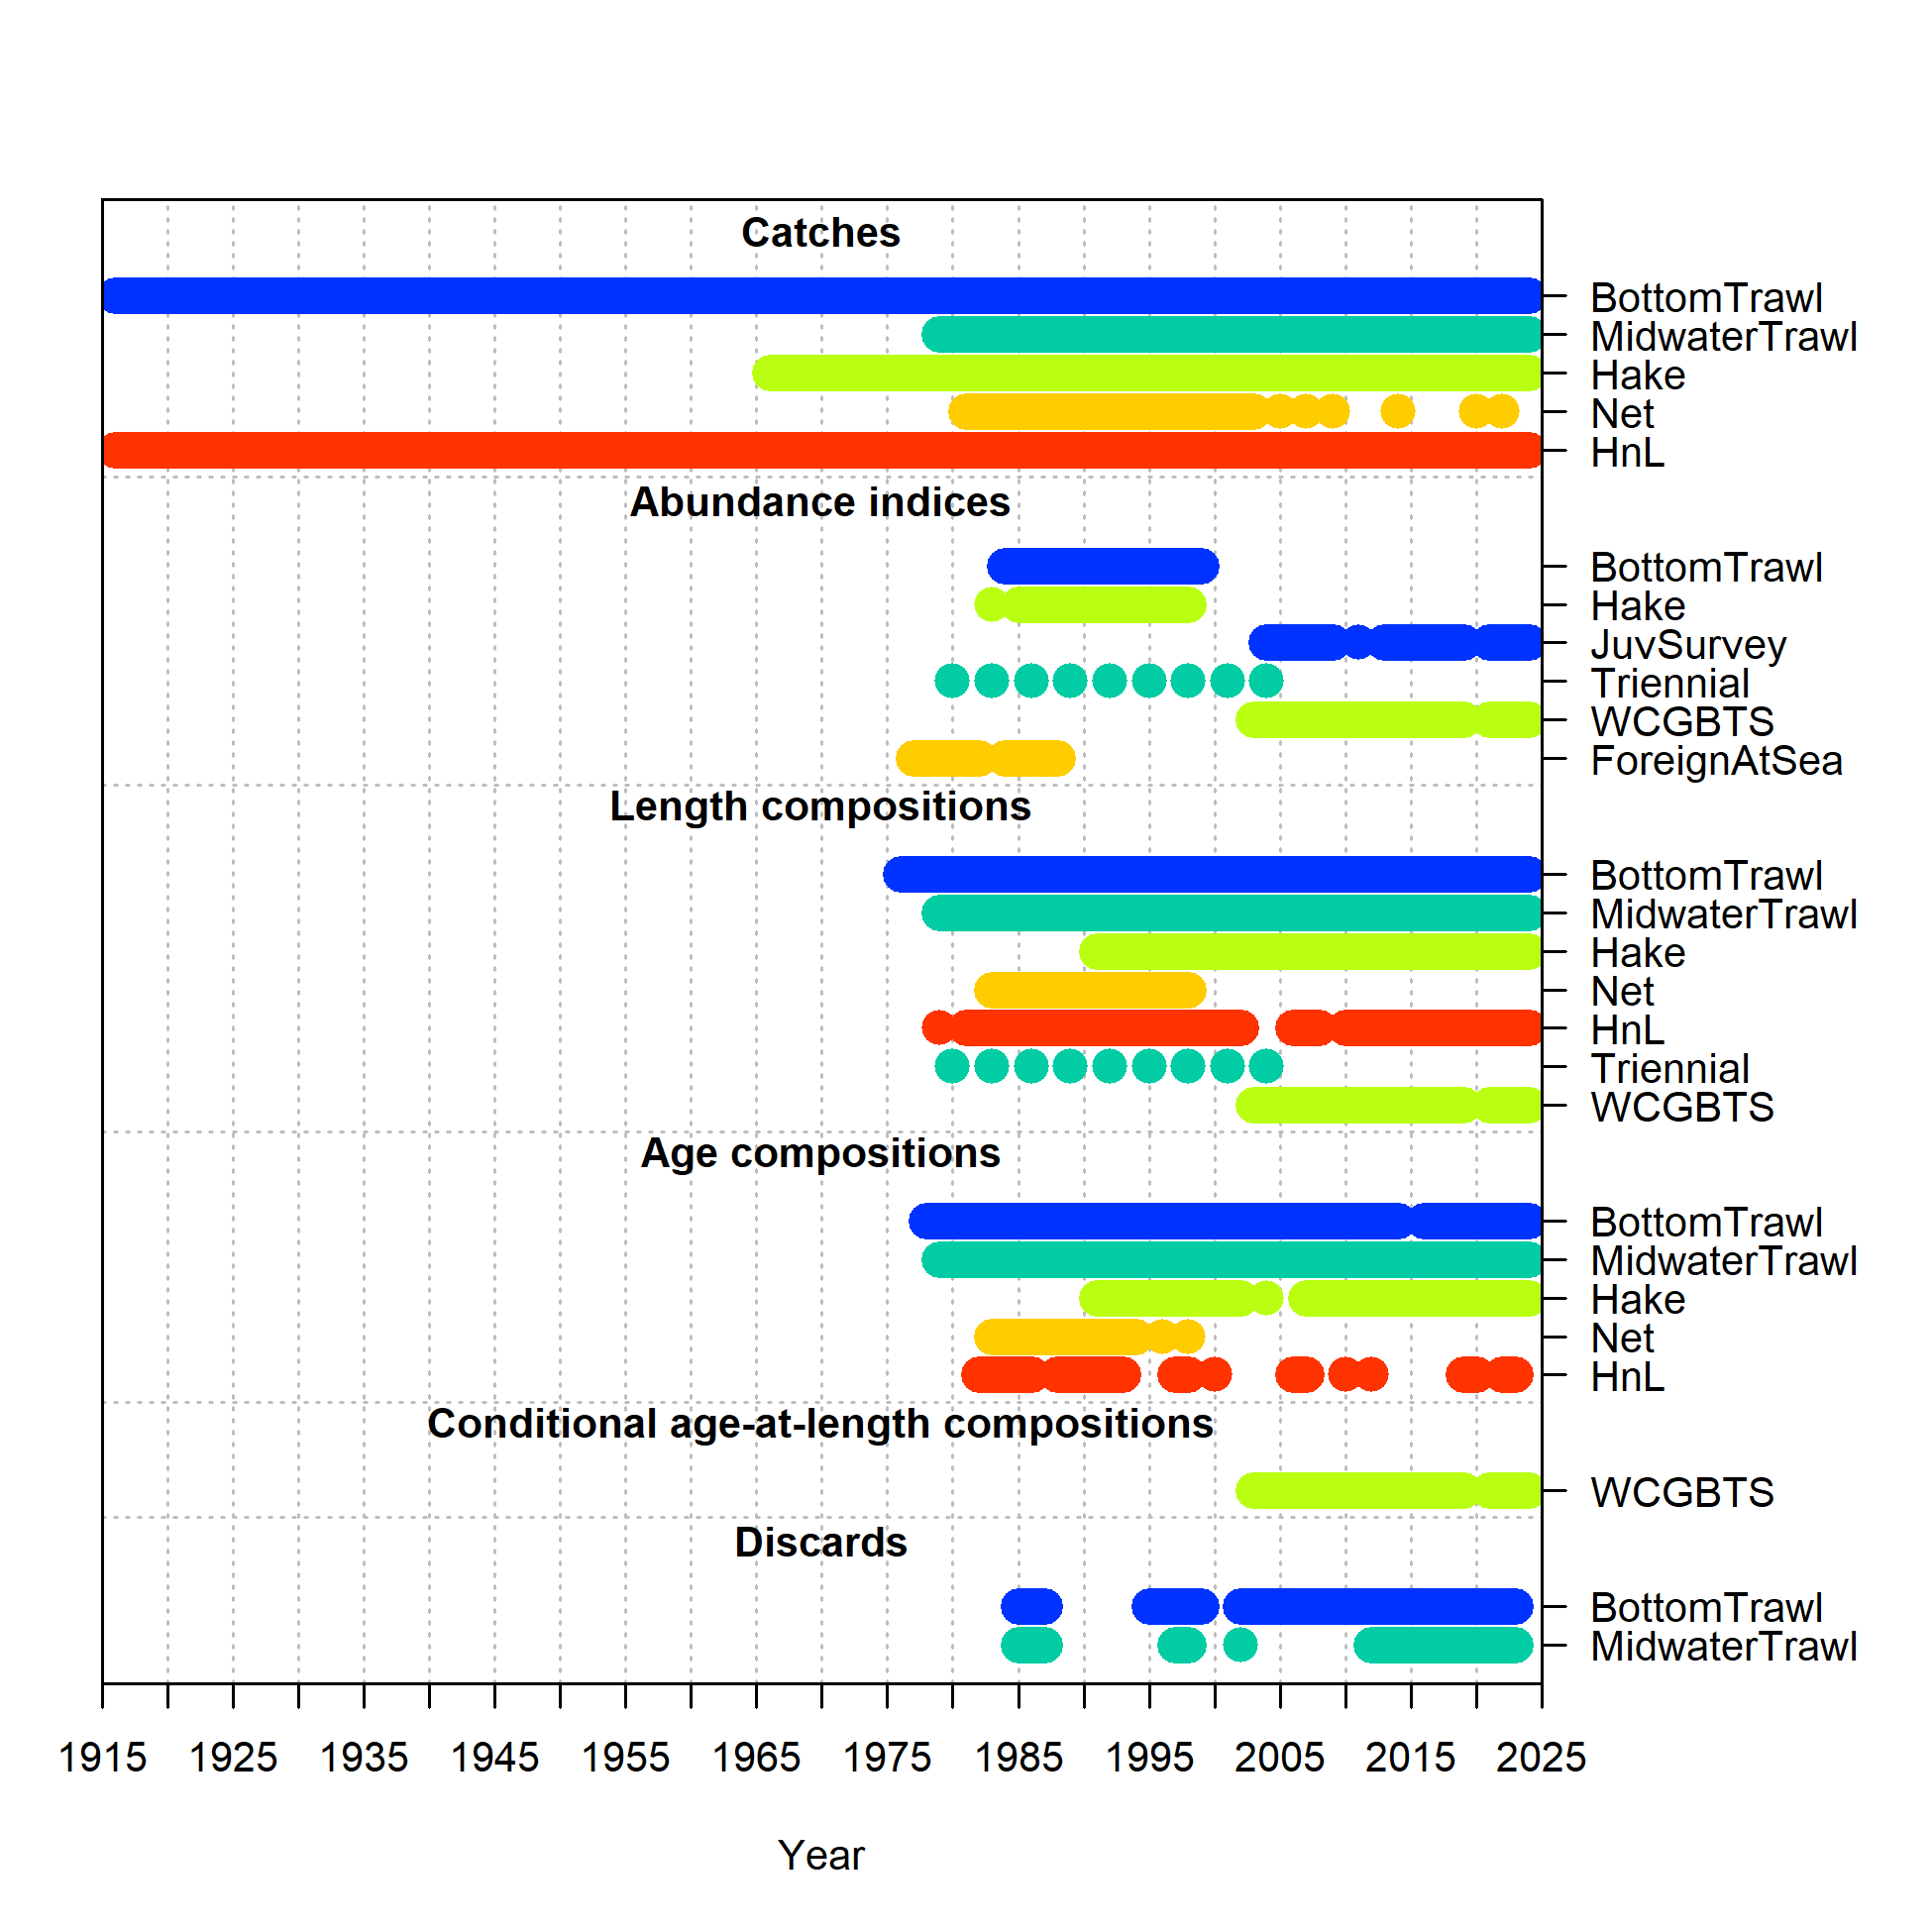 Catches
BottomTrawl
MidwaterTrawl
Hake
Net
HnL
Abundance indices
BottomTrawl
Hake
JuvSurvey
Triennial
WCGBTS
ForeignAtSea
Length compositions
BottomTrawl
MidwaterTrawl
Hake
Net
HnL
Triennial
WCGBTS
Age compositions
BottomTrawl
MidwaterTrawl
Hake
Net
HnL
Conditional age-at-length compositions
WCGBTS
Discards
BottomTrawl
MidwaterTrawl
1915 1925 1935 1945 1955 1965 1975 1985 1995 2005 2015 2025
Year